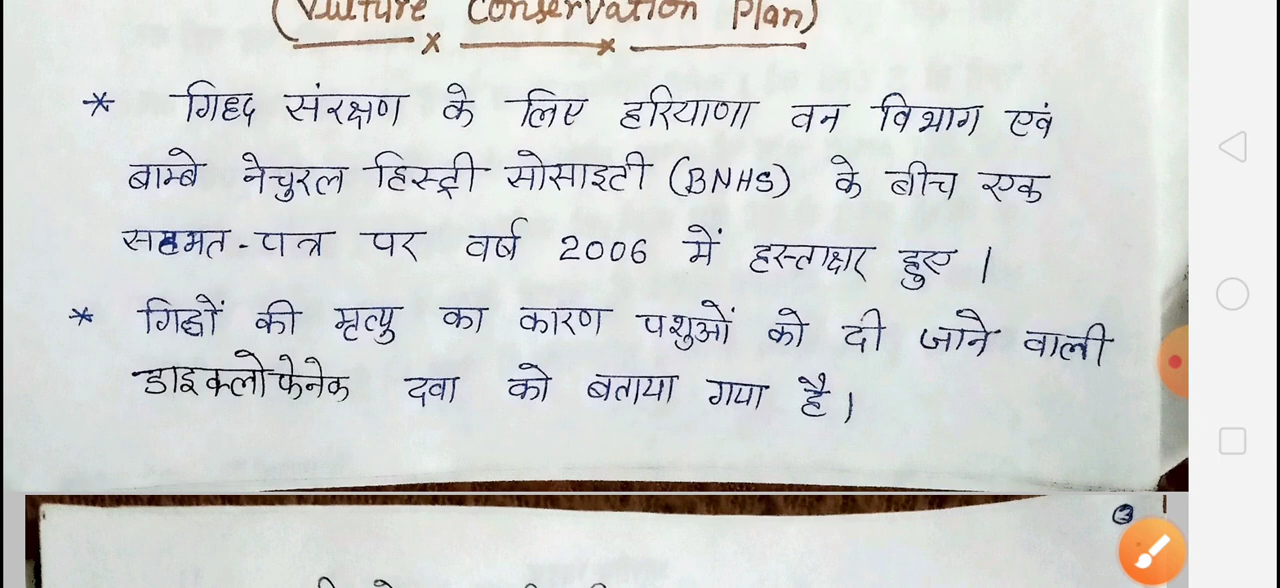 (Vulture Conservation Plan)
* गिद्ध संरक्षण के लिए हरियाणा वन विभाग एवं
बाम्बे नेचुरल हिस्ट्री सोसाइटी (BNHS) के बीच एक
सहमत-पत्र पर वर्ष 2006 में हस्ताक्षर हुए।
* गिद्धों की मृत्यु का कारण पशुओं को दी जाने वाली
डाइक्लोफेनेक दवा को बताया गया है।